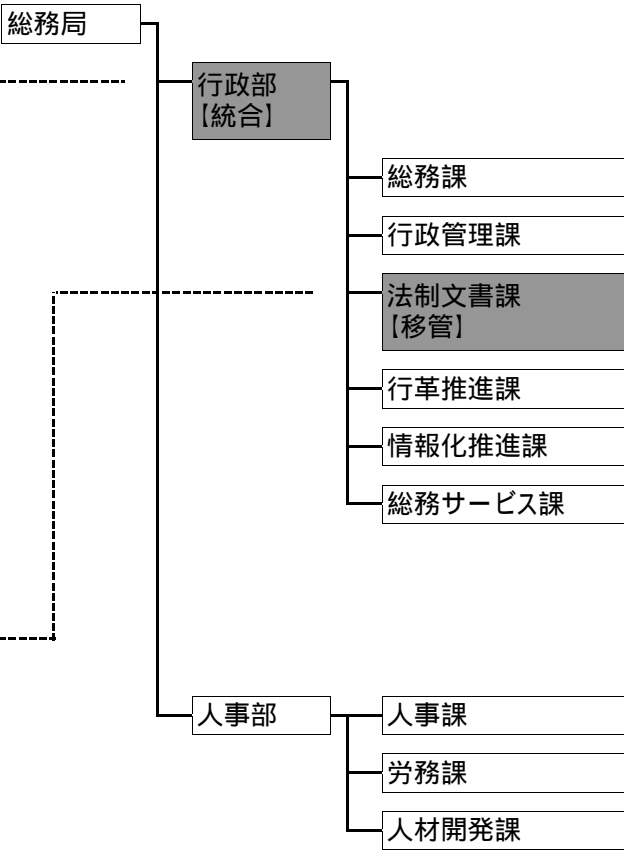 総務局
行政部
【統合】
総務課
行政管理課
法制文書課
【移管】
行革推進課
情報化推進課
総務サービス課
人事部
人事課
労務課
人材開発課